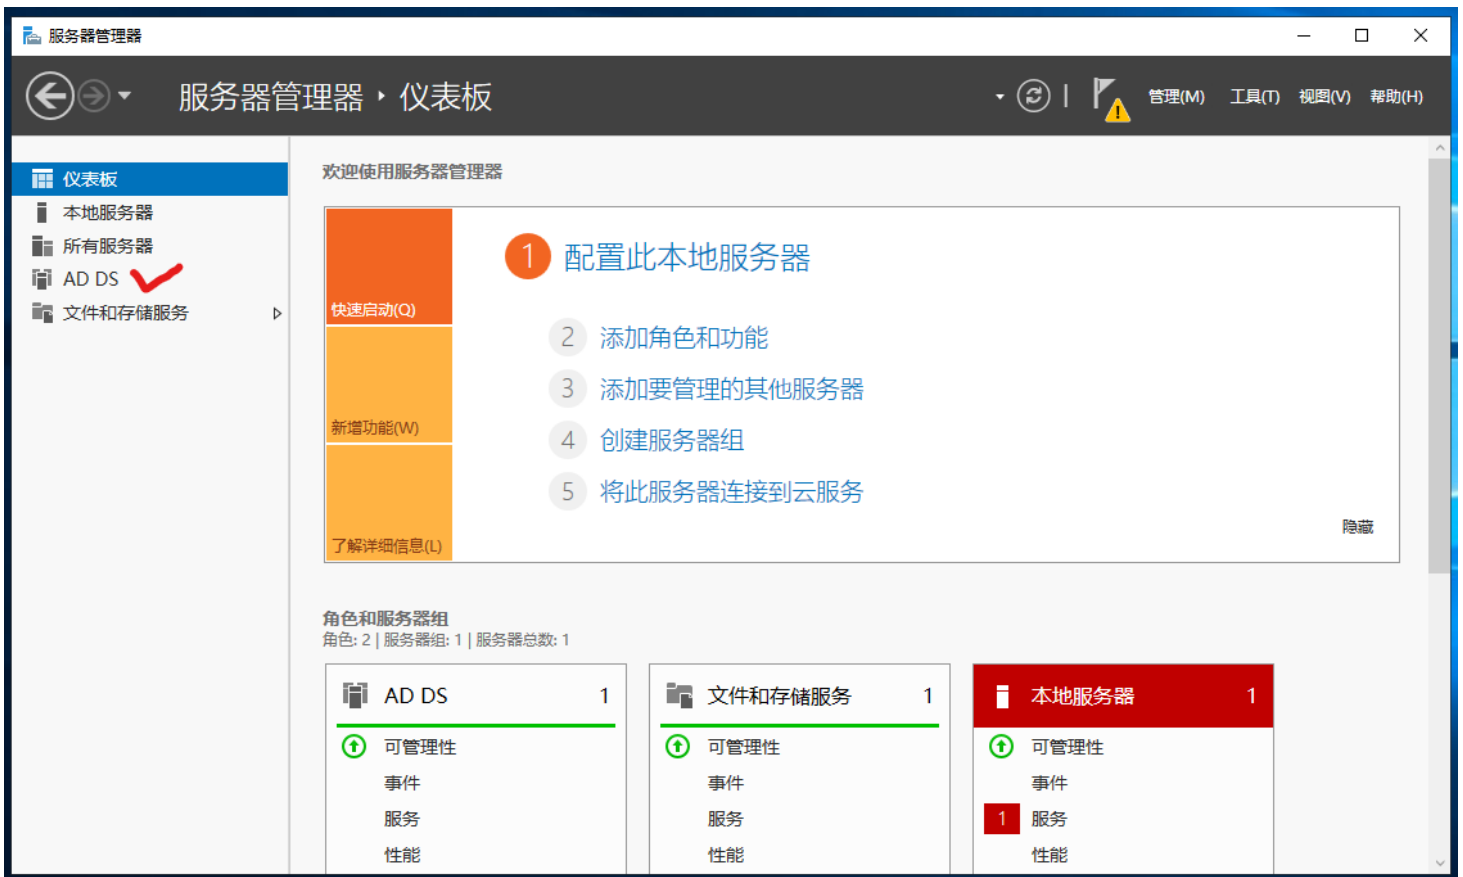 服务器管理器
服务器管理器 · 仪表板
管理(M) 工具(T) 视图(V) 帮助(H)
仪表板
本地服务器
所有服务器
AD DS
文件和存储服务
欢迎使用服务器管理器
快速启动(Q)
新增功能(W)
了解详细信息(L)
1 配置此本地服务器
2 添加角色和功能
3 添加要管理的其他服务器
4 创建服务器组
5 将此服务器连接到云服务
隐藏
角色和服务器组
角色: 2 | 服务器组: 1 | 服务器总数: 1
AD DS 1
可管理性
事件
服务
性能
文件和存储服务 1
可管理性
事件
服务
性能
本地服务器 1
可管理性
事件
1 服务
性能